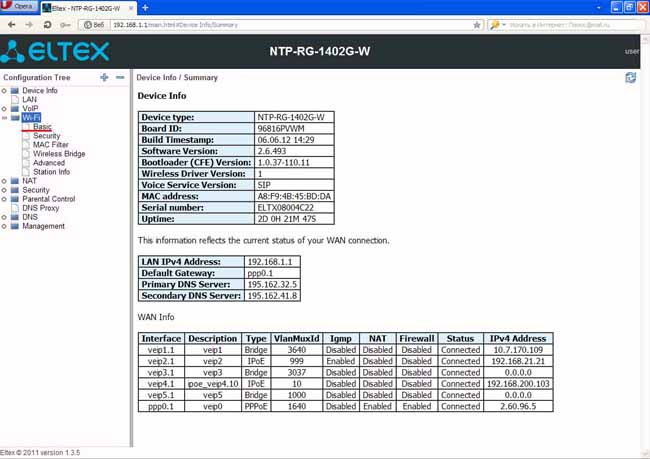 Opera
Eltex - NTP-RG-1402G-W
Веб
192.168.1.1/main.html#Device Info/Summary
Искать в Интернет: Поиск@mail.ru
ELTEX
NTP-RG-1402G-W
user
Configuration Tree
Device Info / Summary
Device Info
LAN
VoIP
Wi-Fi
Basic
Security
MAC Filter
Wireless Bridge
Advanced
Station Info
NAT
Security
Parental Control
DNS Proxy
DNS
Management
Device Info
Device type: NTP-RG-1402G-W
Board ID: 96816PVWM
Build Timestamp: 06.06.12 14:29
Software Version: 2.6.493
Bootloader (CFE) Version: 1.0.37-110.11
Wireless Driver Version: 1
Voice Service Version: SIP
MAC address: A8:F9:4B:45:BD:DA
Serial number: ELTX08004C22
Uptime: 2D 0H 21M 47S
This information reflects the current status of your WAN connection.
LAN IPv4 Address: 192.168.1.1
Default Gateway: ppp0.1
Primary DNS Server: 195.162.32.5
Secondary DNS Server: 195.162.41.8
WAN Info
Interface Description Type VlanMuxId Igmp NAT Firewall Status IPv4 Address
veip1.1 veip1 Bridge 3640 Disabled Disabled Disabled Connected 10.7.170.109
veip2.1 veip2 IPoE 999 Enabled Disabled Disabled Connected 192.168.21.21
veip3.1 veip3 Bridge 3037 Disabled Disabled Disabled Connected 0.0.0.0
veip4.1 ipoe_veip4.10 IPoE 10 Disabled Disabled Disabled Connected 192.168.200.103
veip5.1 veip5 Bridge 1000 Disabled Disabled Disabled Connected 0.0.0.0
ppp0.1 veip0 PPPoE 1640 Disabled Enabled Enabled Connected 2.60.96.5
Eltex © 2011 version 1.3.5